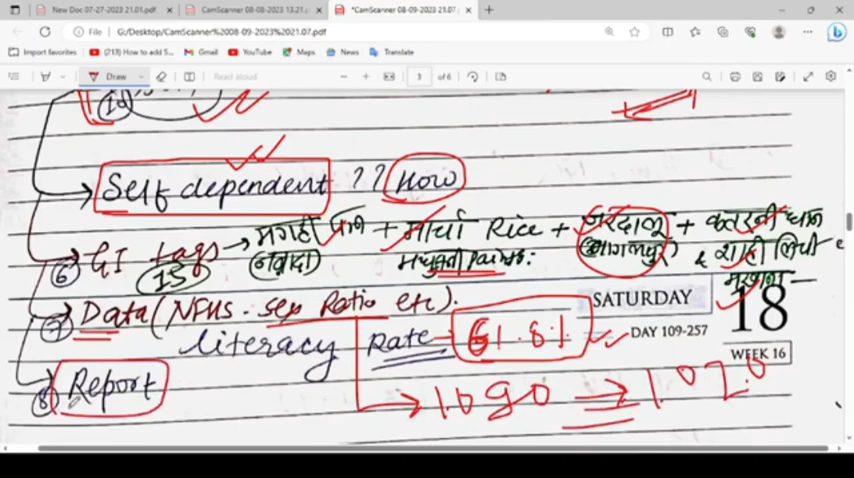 New Doc 07-27-2023 21.01.pdf
CamScanner 08-08-2023 13.21.p
*CamScanner 08-09-2023 21.07.p
File
G:/Desktop/CamScanner%2008-09-2023%2021.07.pdf
Import favorites
(213) How to add S...
Gmail
YouTube
Maps
News
Translate
Draw
Read aloud
3 of 6
Self dependent ?? How
⑥ GI tags → मगही पान + मार्चा Rice + जरदालू + कतरनी धान
15 (नवादा) मधुबनी Paints. (भागलपुर) & शाही लिची
मखाना
⑦ Data (NFHS - sex Ratio etc).
SATURDAY 18
literacy Rate - 61.8.1
DAY 109-257
WEEK 16
⑧ Report
→ 1090 → 1020